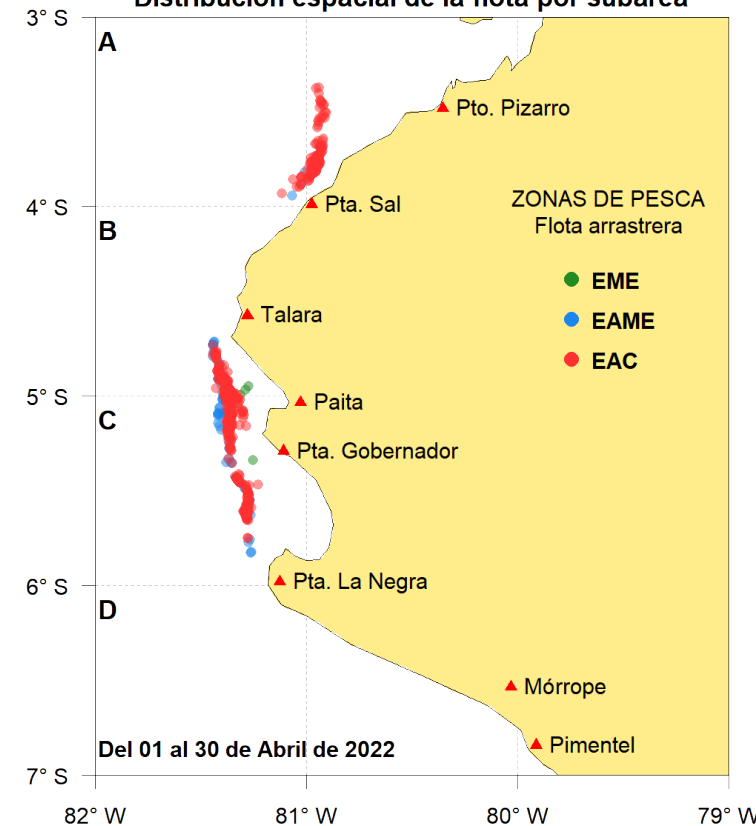 Distribución espacial de la flota por subárea
3° S
A
Pto. Pizarro
ZONAS DE PESCA
4° S
Pta. Sal
Flota arrastrera
B
EME
Talara
EAME
EAC
5° S
Paita
C
Pta. Gobernador
6° S
Pta. La Negra
D
Mórrope
Del 01 al 30 de Abril de 2022
Pimentel
7° S
82° W
81° W
80° W
79° W